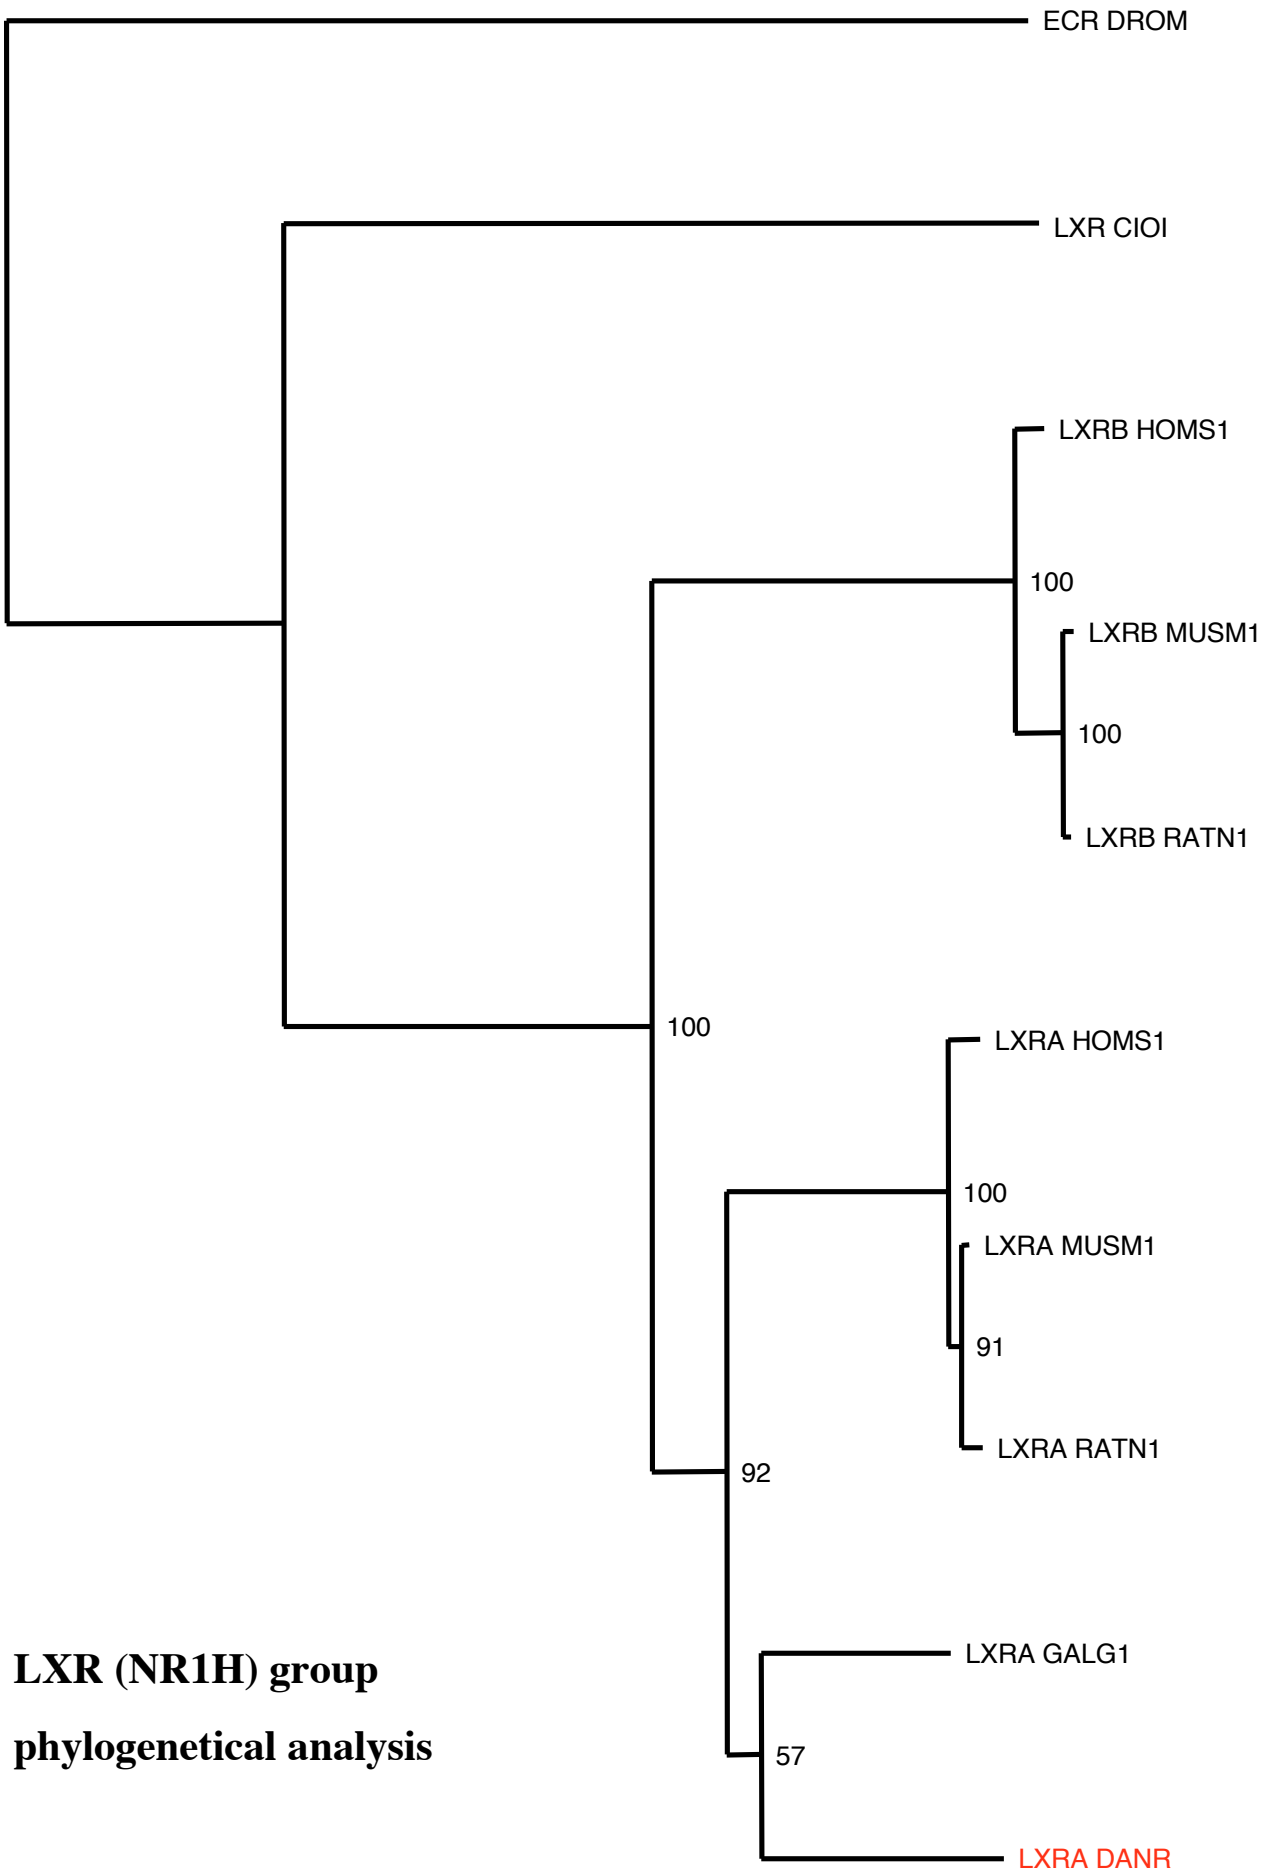 ECR DROM
LXR CIOI
LXRB HOMS1
100
LXRB MUSM1
100
LXRB RATN1
100
LXRA HOMS1
100
LXRA MUSM1
91
LXRA RATN1
92
LXRA GALG1
LXR (NR1H) group
phylogenetical analysis
57
LXRA DANR